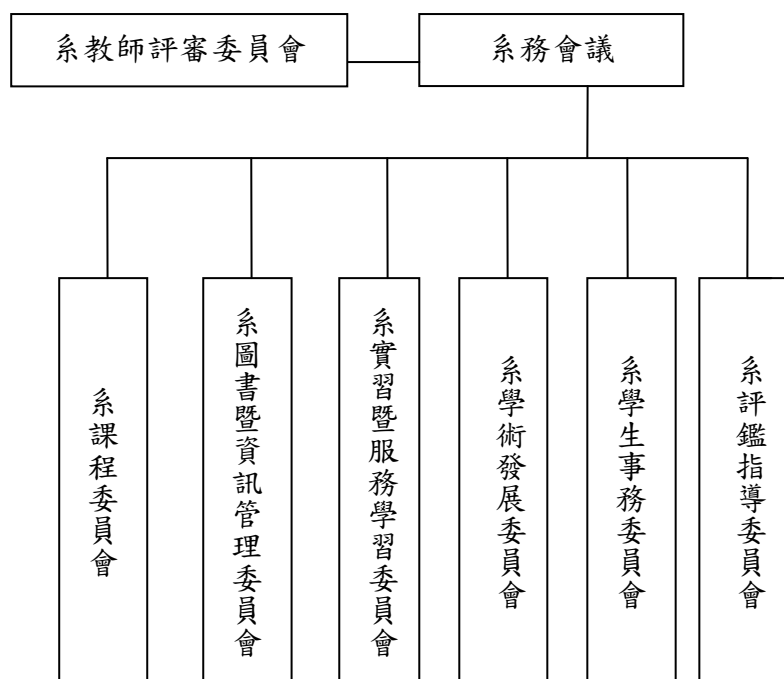 系教師評審委員會
系務會議
系課程委員會
系圖書暨資訊管理委員會
系實習暨服務學習委員會
系學術發展委員會
系學生事務委員會
系評鑑指導委員會